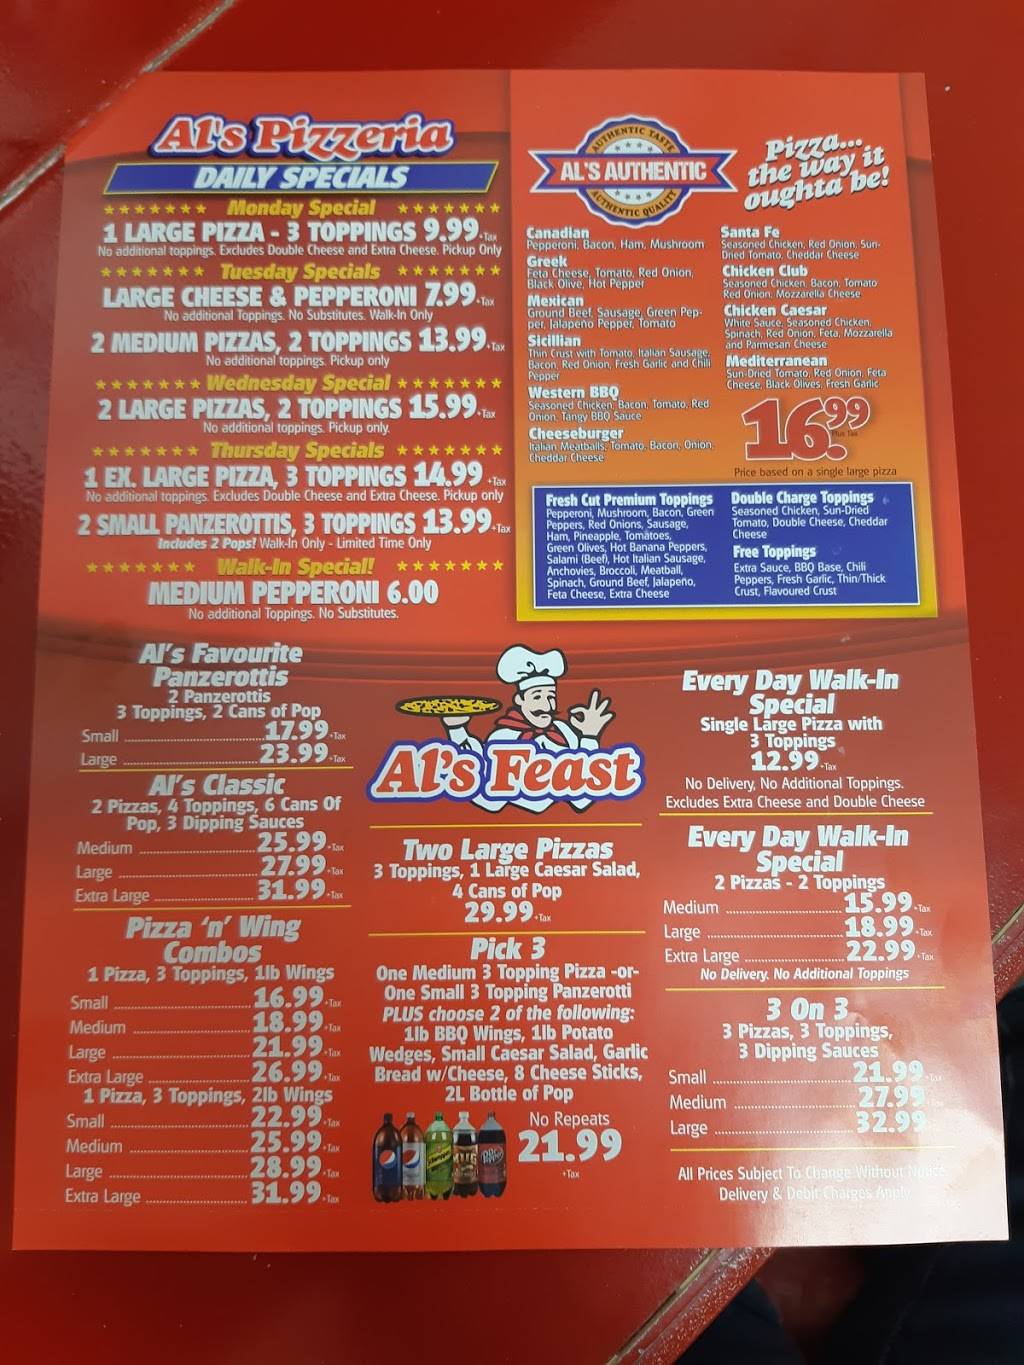 Al's Pizzeria
DAILY SPECIALS
Monday Special
1 LARGE PIZZA - 3 TOPPINGS 9.99+Tax
No additional toppings. Excludes Double Cheese and Extra Cheese. Pickup Only
Tuesday Specials
LARGE CHEESE & PEPPERONI 7.99+Tax
No additional Toppings. No Substitutes. Walk-In Only
2 MEDIUM PIZZAS, 2 TOPPINGS 13.99+Tax
No additional toppings. Pickup only
Wednesday Special
2 LARGE PIZZAS, 2 TOPPINGS 15.99+Tax
No additional toppings. Pickup only.
Thursday Specials
1 EX. LARGE PIZZA, 3 TOPPINGS 14.99+Tax
No additional toppings. Excludes Double Cheese and Extra Cheese. Pickup only
2 SMALL PANZEROTTIS, 3 TOPPINGS 13.99+Tax
Includes 2 Pops! Walk-In Only - Limited Time Only
Walk-In Special!
MEDIUM PEPPERONI 6.00
No additional Toppings. No Substitutes.
AUTHENTIC TASTE
AL'S AUTHENTIC
AUTHENTIC QUALITY
Pizza...
the way it
oughta be!
Canadian
Pepperoni, Bacon, Ham, Mushroom
Greek
Feta Cheese, Tomato, Red Onion,
Black Olive, Hot Pepper
Mexican
Ground Beef, Sausage, Green Pep-
per, Jalapeño Pepper, Tomato
Sicillian
Thin Crust with Tomato, Italian Sausage,
Bacon, Red Onion, Fresh Garlic and Chili
Pepper
Western BBQ
Seasoned Chicken, Bacon, Tomato, Red
Onion, Tangy BBQ Sauce
Cheeseburger
Italian Meatballs, Tomato, Bacon, Onion,
Cheddar Cheese
Santa Fe
Seasoned Chicken, Red Onion, Sun-
Dried Tomato, Cheddar Cheese
Chicken Club
Seasoned Chicken, Bacon, Tomato
Red Onion, Mozzarella Cheese
Chicken Caesar
White Sauce, Seasoned Chicken,
Spinach, Red Onion, Feta, Mozzarella
and Parmesan Cheese
Mediterranean
Sun-Dried Tomato, Red Onion, Feta
Cheese, Black Olives, Fresh Garlic
16.99
Plus Tax
Price based on a single large pizza
Fresh Cut Premium Toppings
Pepperoni, Mushroom, Bacon, Green
Peppers, Red Onions, Sausage,
Ham, Pineapple, Tomatoes,
Green Olives, Hot Banana Peppers,
Salami (Beef), Hot Italian Sausage,
Anchovies, Broccoli, Meatball,
Spinach, Ground Beef, Jalapeno,
Feta Cheese, Extra Cheese
Double Charge Toppings
Seasoned Chicken, Sun-Dried
Tomato, Double Cheese, Cheddar
Cheese
Free Toppings
Extra Sauce, BBQ Base, Chili
Peppers, Fresh Garlic, Thin/Thick
Crust, Flavoured Crust
Al's Favourite
Panzerottis
2 Panzerottis
3 Toppings, 2 Cans of Pop
Small 17.99+Tax
Large 23.99+Tax
Al's Classic
2 Pizzas, 4 Toppings, 6 Cans Of
Pop, 3 Dipping Sauces
Medium 25.99+Tax
Large 27.99+Tax
Extra Large 31.99+Tax
Pizza 'n' Wing
Combos
1 Pizza, 3 Toppings, 1lb Wings
Small 16.99+Tax
Medium 18.99+Tax
Large 21.99+Tax
Extra Large 26.99+Tax
1 Pizza, 3 Toppings, 2lb Wings
Small 22.99+Tax
Medium 25.99+Tax
Large 28.99+Tax
Extra Large 31.99+Tax
Al's Feast
Two Large Pizzas
3 Toppings, 1 Large Caesar Salad,
4 Cans of Pop
29.99+Tax
Pick 3
One Medium 3 Topping Pizza -or-
One Small 3 Topping Panzerotti
PLUS choose 2 of the following:
1lb BBQ Wings, 1lb Potato
Wedges, Small Caesar Salad, Garlic
Bread w/Cheese, 8 Cheese Sticks,
2L Bottle of Pop
No Repeats
21.99
+Tax
Every Day Walk-In
Special
Single Large Pizza with
3 Toppings
12.99+Tax
No Delivery, No Additional Toppings.
Excludes Extra Cheese and Double Cheese
Every Day Walk-In
Special
2 Pizzas - 2 Toppings
Medium 15.99+Tax
Large 18.99+Tax
Extra Large 22.99+Tax
No Delivery. No Additional Toppings
3 On 3
3 Pizzas, 3 Toppings,
3 Dipping Sauces
Small 21.99+Tax
Medium 27.99+Tax
Large 32.99+Tax
All Prices Subject To Change Without Notice
Delivery & Debit Charges Apply